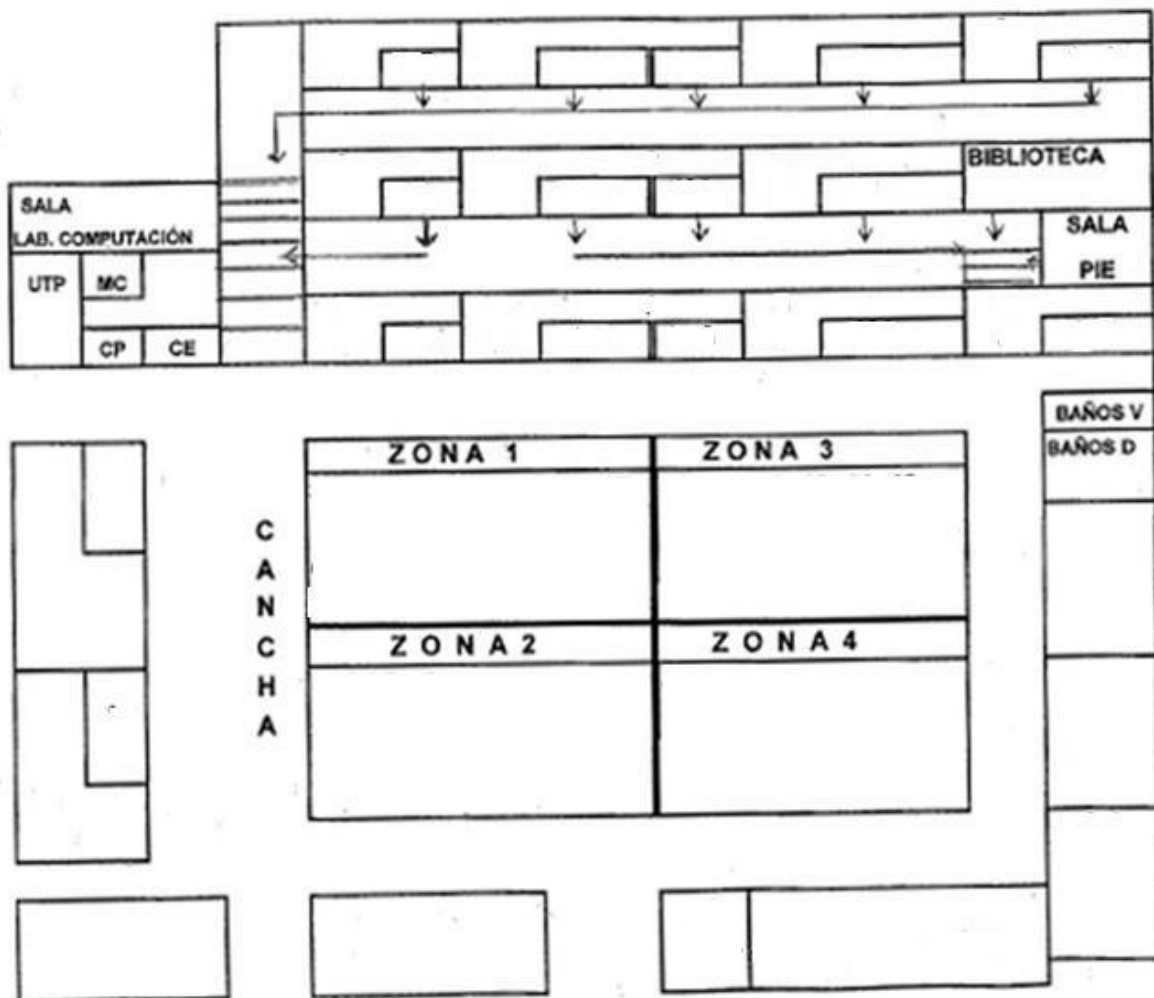 BIBLIOTECA
SALA
LAB. COMPUTACIÓN
SALA
PIE
UTP
MC
CP
CE
BAÑOS V
BAÑOS D
ZONA 1
ZONA 3
CANCHA
ZONA 2
ZONA 4